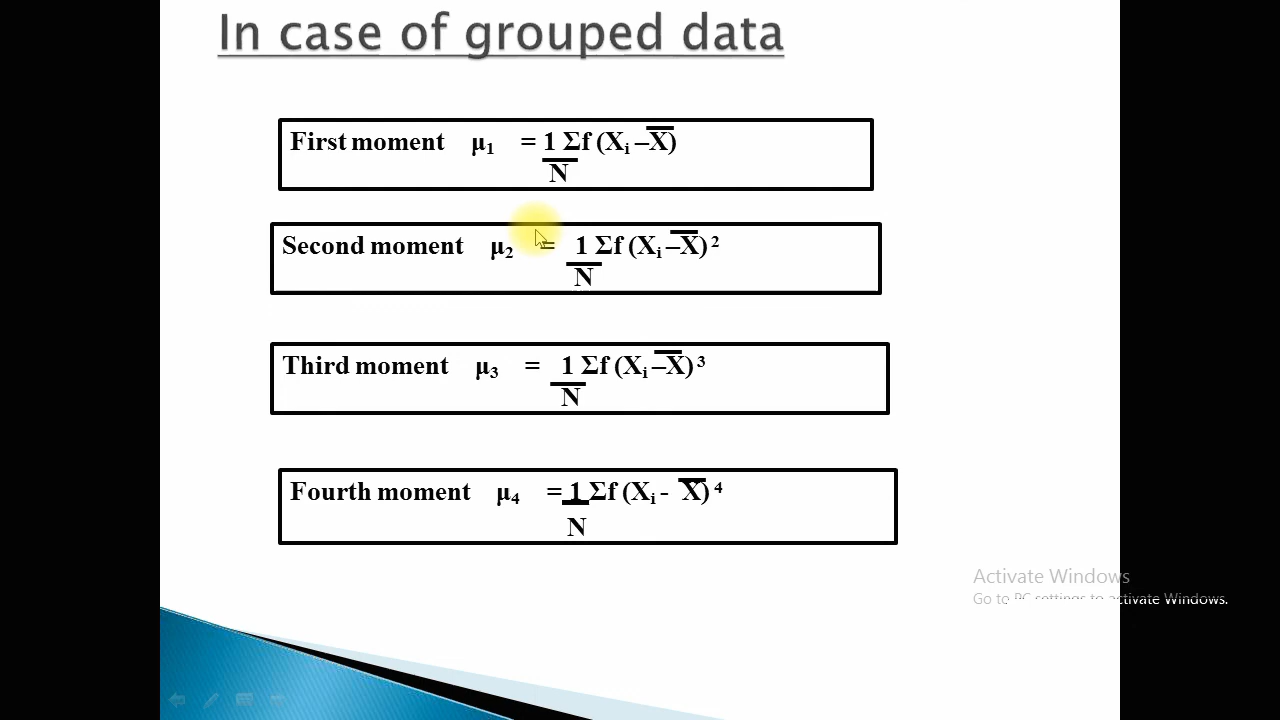 In case of grouped data
First moment μ₁ = 1 Σf (Xᵢ –X̅)
N
Second moment μ₂ = 1 Σf (Xᵢ –X̅)²
N
Third moment μ₃ = 1 Σf (Xᵢ –X̅)³
N
Fourth moment μ₄ = 1 Σf (Xᵢ - X̅)⁴
N
Activate Windows
Go to PC settings to activate Windows.